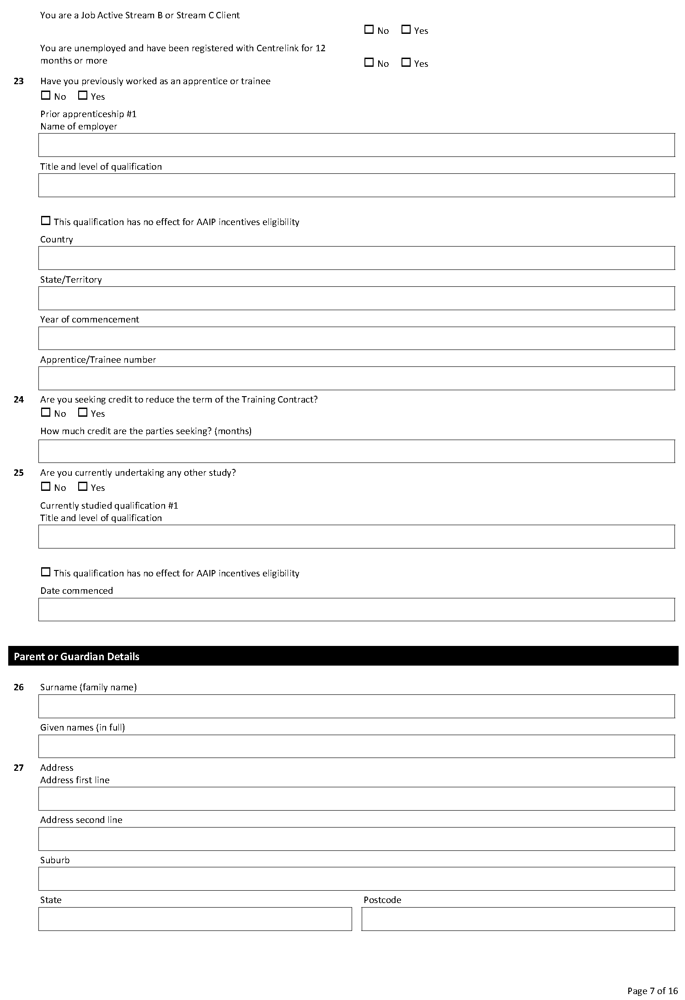 You are a Job Active Stream B or Stream C Client
No Yes
You are unemployed and have been registered with Centrelink for 12
months or more
No Yes
23 Have you previously worked as an apprentice or trainee
No Yes
Prior apprenticeship #1
Name of employer
Title and level of qualification
This qualification has no effect for AAIP incentives eligibility
Country
State/Territory
Year of commencement
Apprentice/Trainee number
24 Are you seeking credit to reduce the term of the Training Contract?
No Yes
How much credit are the parties seeking? (months)
25 Are you currently undertaking any other study?
No Yes
Currently studied qualification #1
Title and level of qualification
This qualification has no effect for AAIP incentives eligibility
Date commenced
Parent or Guardian Details
26 Surname (family name)
Given names (in full)
27 Address
Address first line
Address second line
Suburb
State Postcode
Page 7 of 16